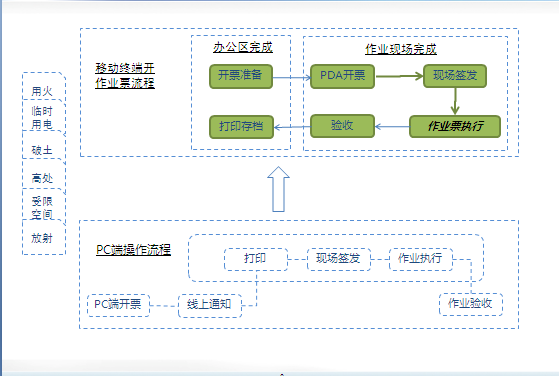 办公区完成
作业现场完成
移动终端开
作业票流程
开票准备
PDA开票
现场签发
打印存档
验收
作业票执行
用火
临时
用电
破土
高处
受限
空间
放射
PC端操作流程
打印
现场签发
作业执行
PC端开票
线上通知
作业验收